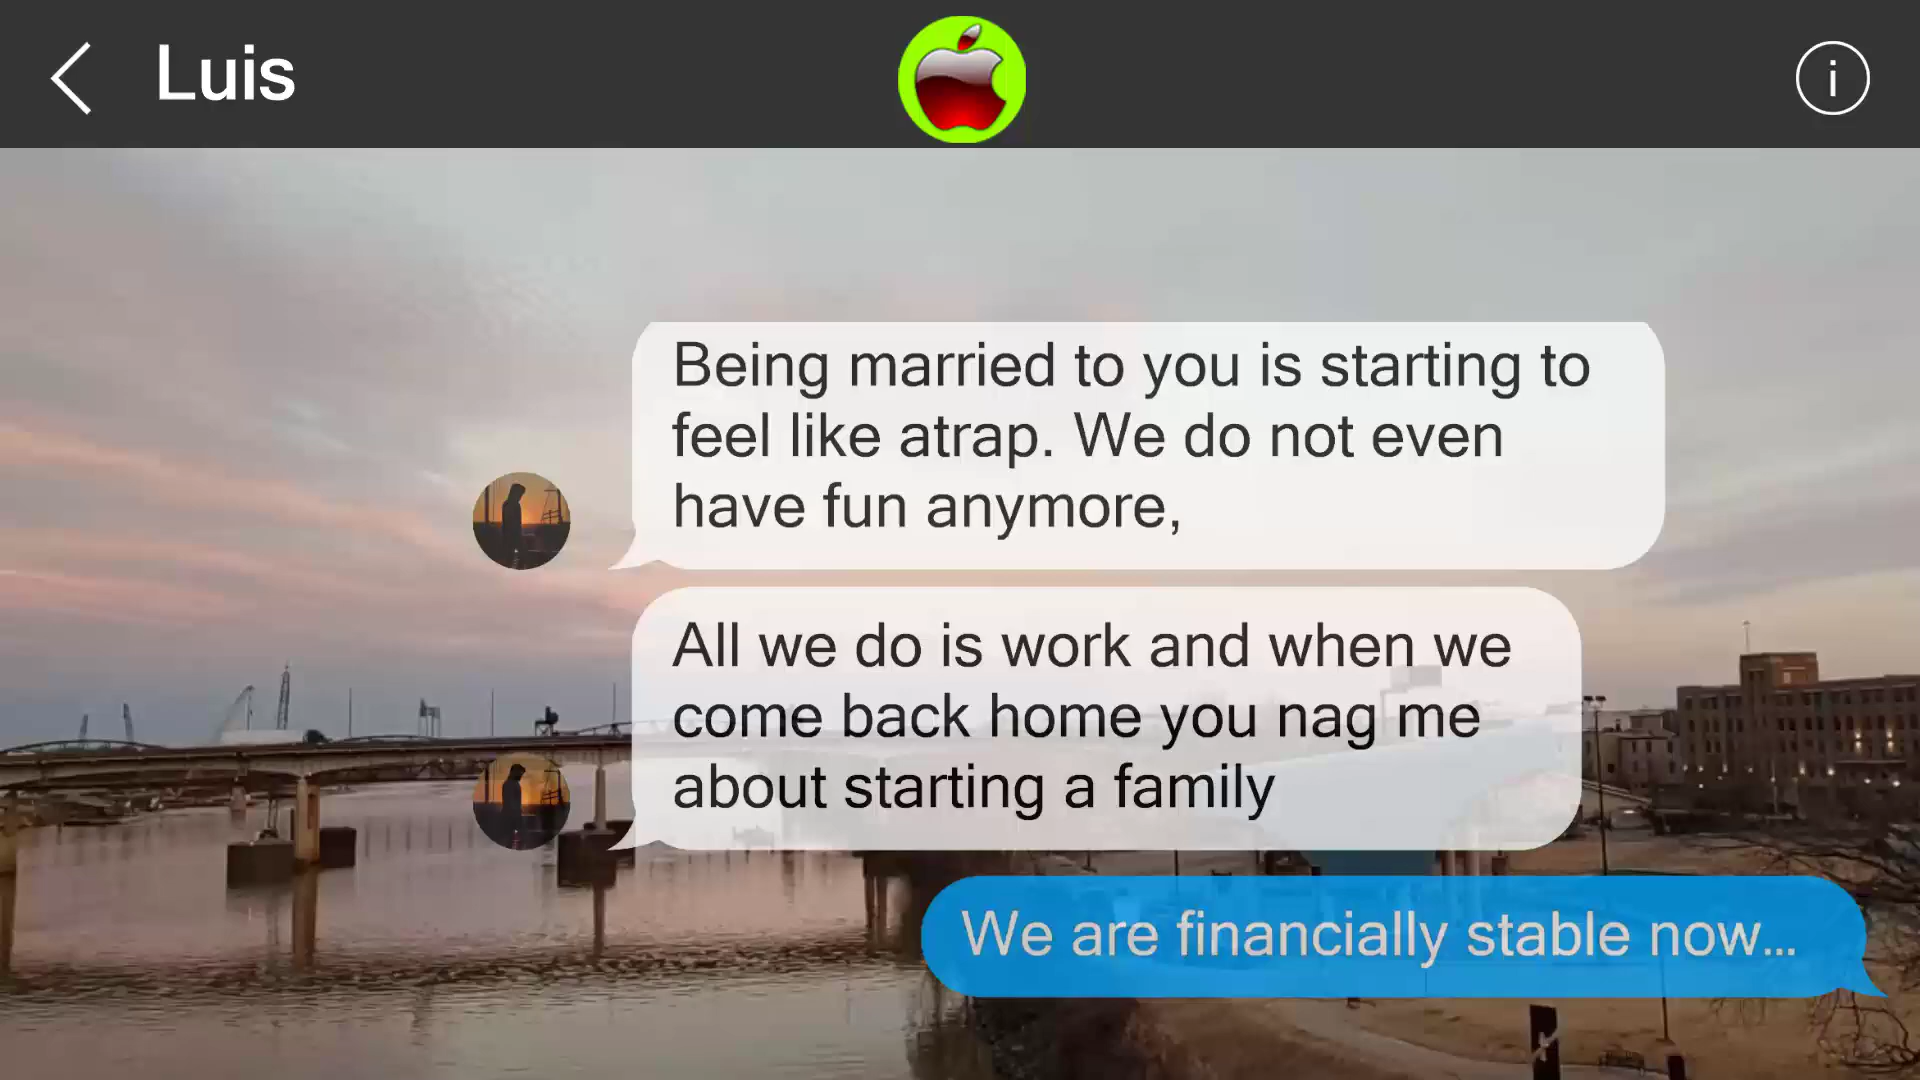 Luis
i
Being married to you is starting to
feel like atrap. We do not even
have fun anymore,
All we do is work and when we
come back home you nag me
about starting a family
We are financially stable now...